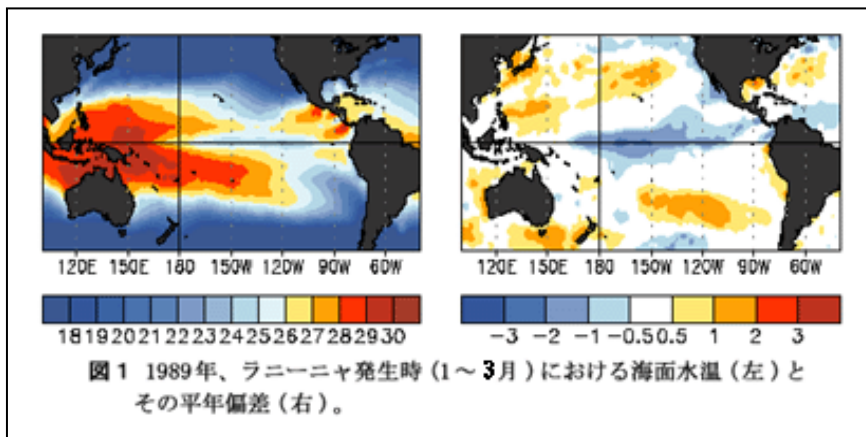 120E 150E 180 150W 120W 90W 60W
120E 150E 180 150W 120W 90W 60W
18 19 20 21 22 23 24 25 26 27 28 29 30
-3 -2 -1 -0.5 0.5 1 2 3
図1 1989年、ラニーニャ発生時(1～3月)における海面水温(左)と
その平年偏差(右)。